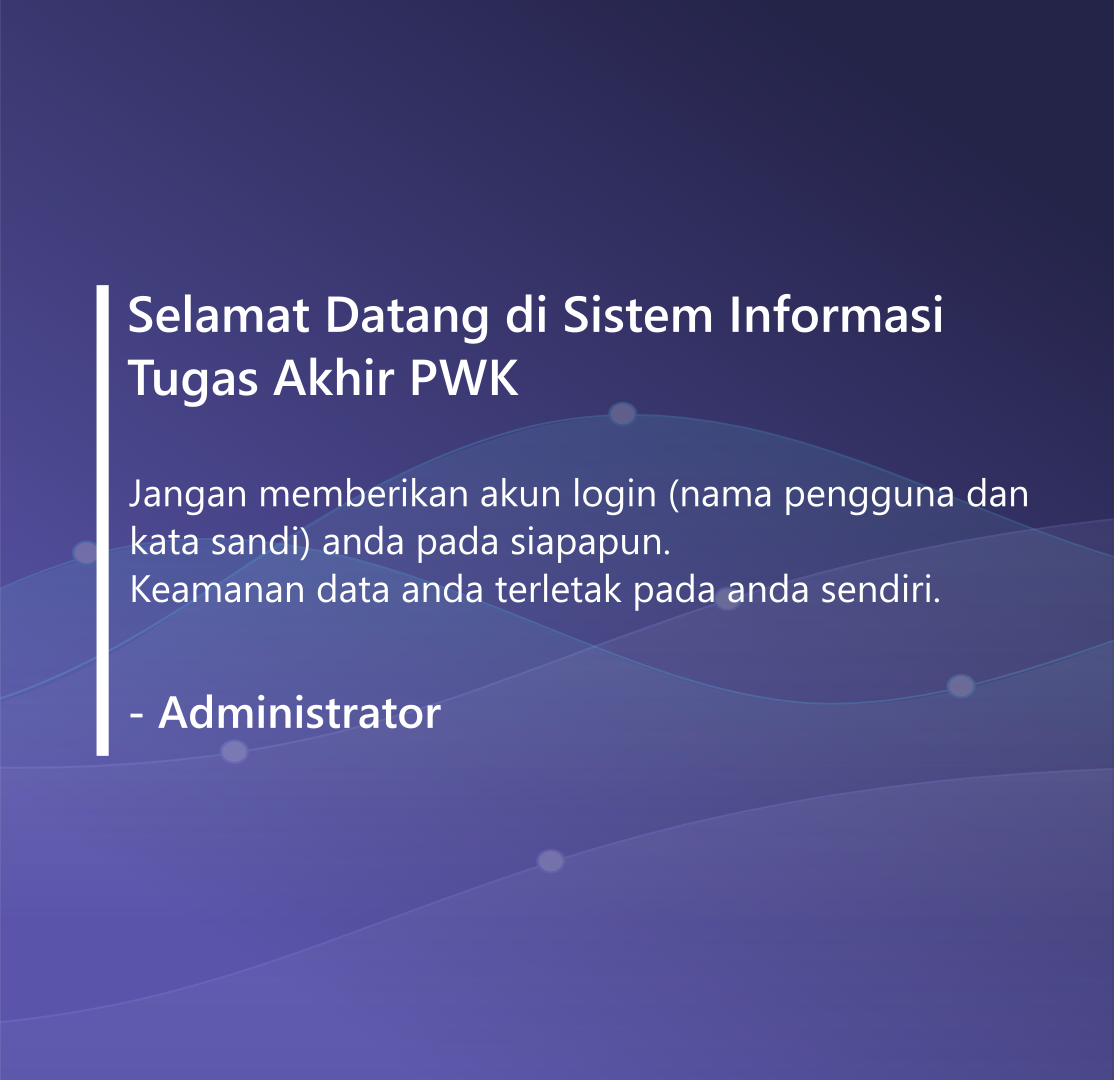 Selamat Datang di Sistem Informasi
Tugas Akhir PWK
Jangan memberikan akun login (nama pengguna dan
kata sandi) anda pada siapapun.
Keamanan data anda terletak pada anda sendiri.
- Administrator